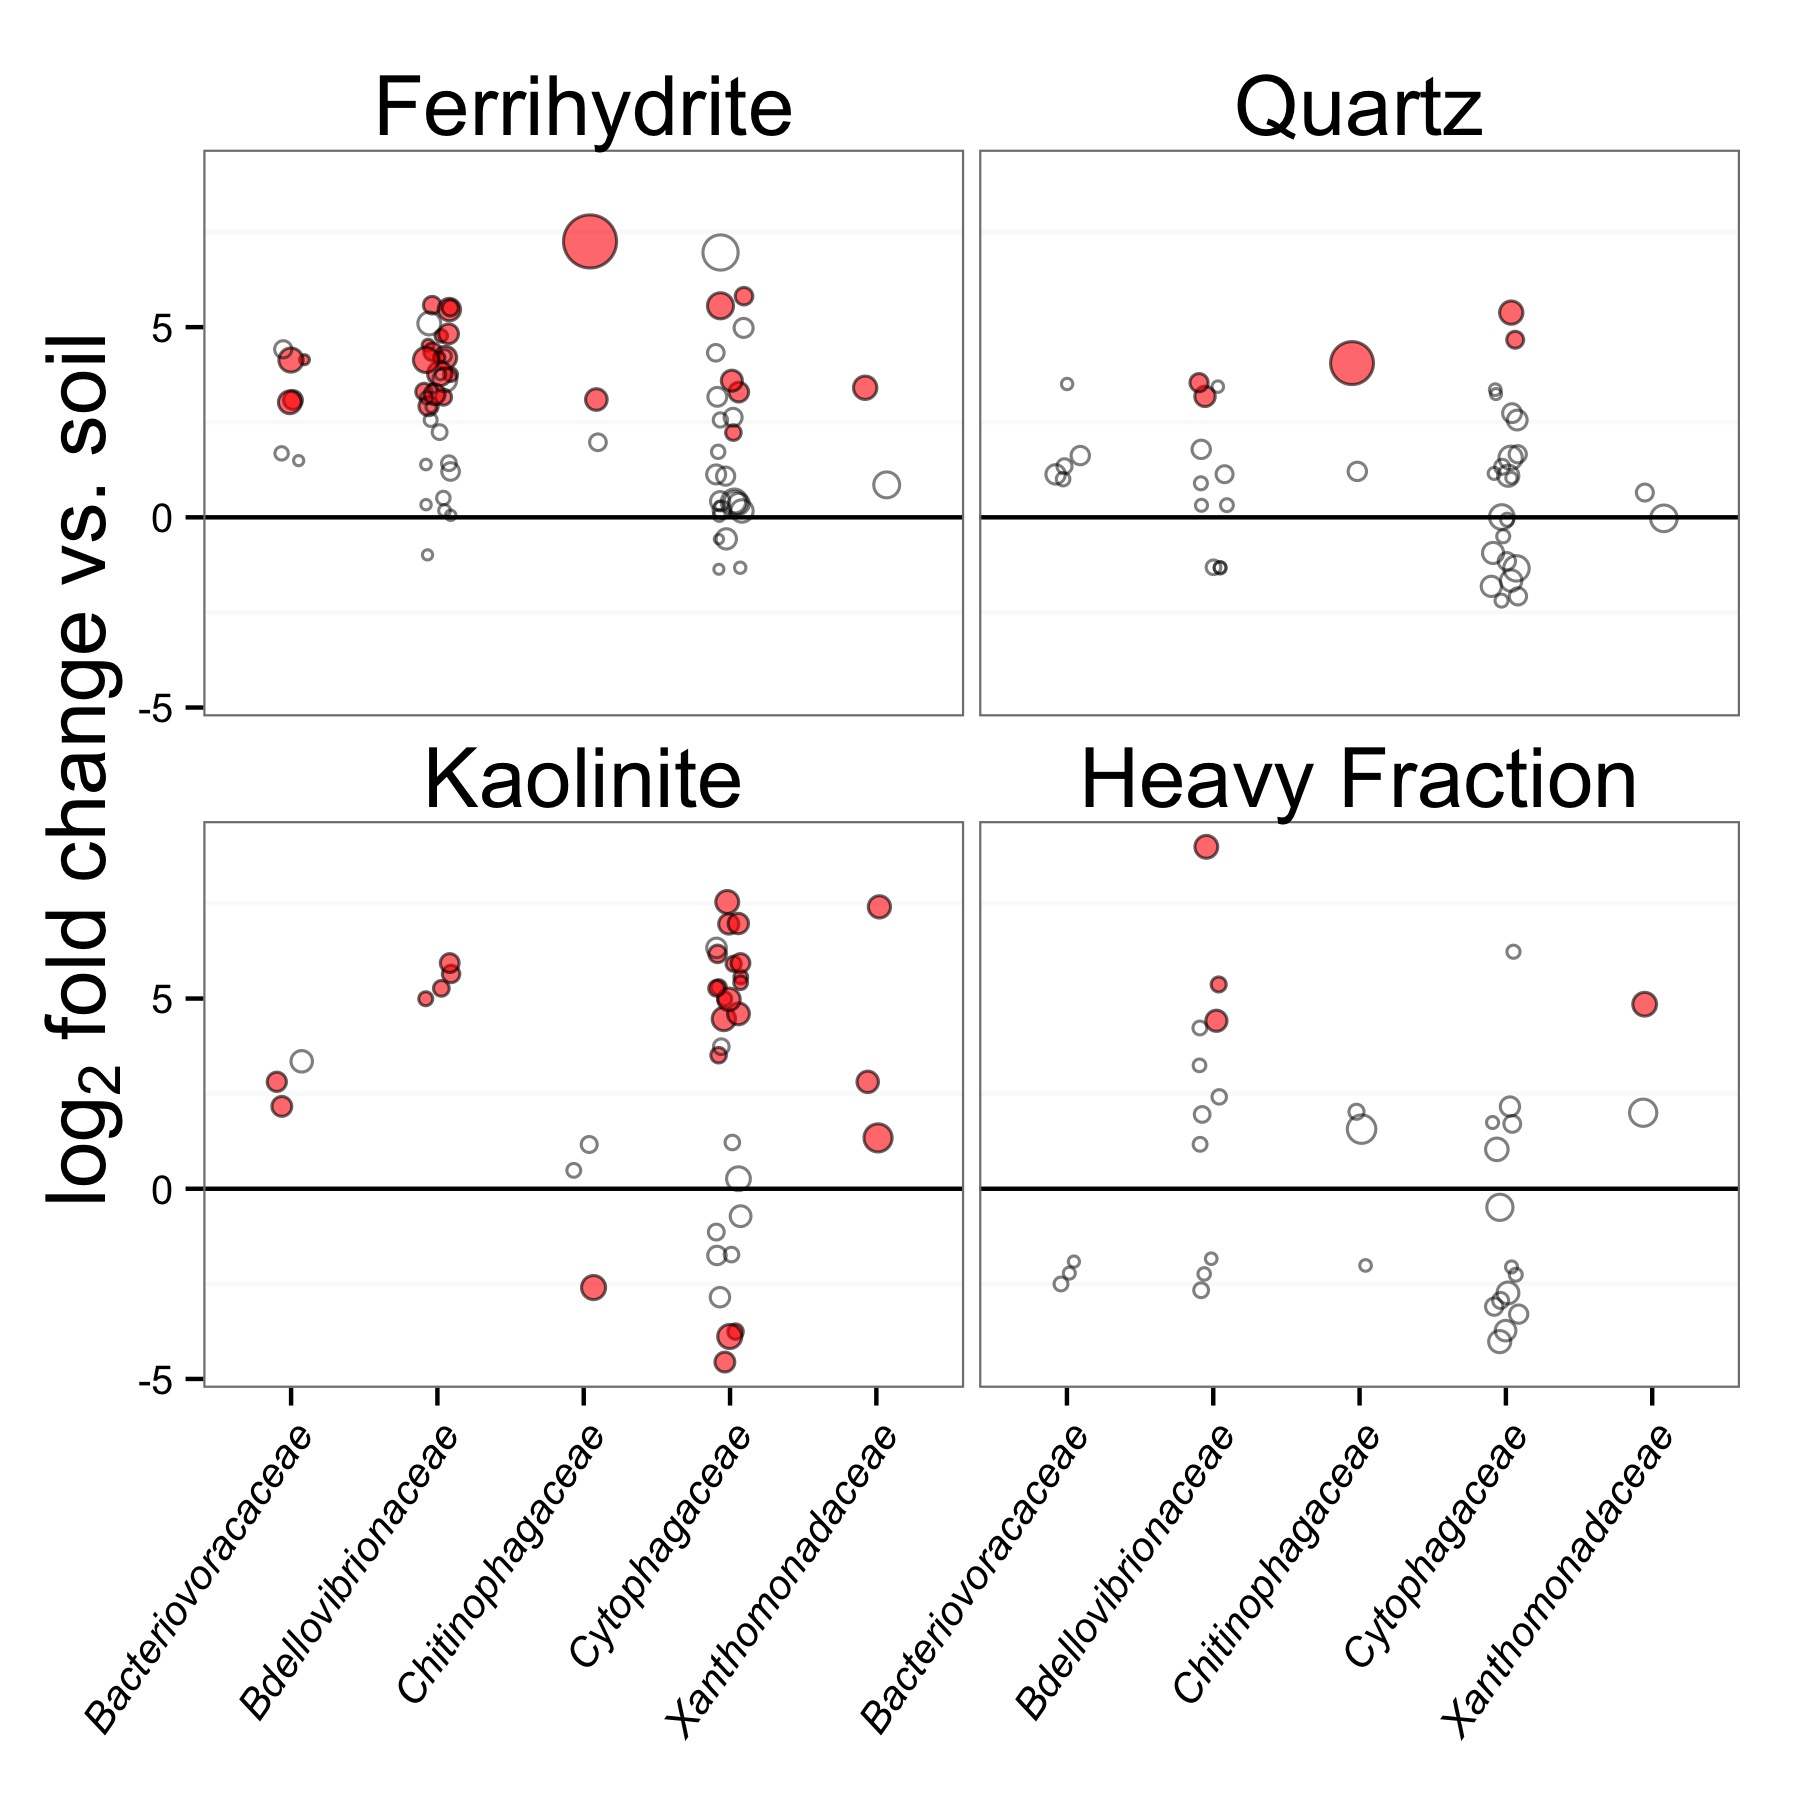 Ferrihydrite
Quartz
5
0
-5
Kaolinite
Heavy Fraction
5
0
-5
log2 fold change vs. soil
Bacteriovoracaceae
Bdellovibrionaceae
Chitinophagaceae
Cytophagaceae
Xanthomonadaceae
Bacteriovoracaceae
Bdellovibrionaceae
Chitinophagaceae
Cytophagaceae
Xanthomonadaceae